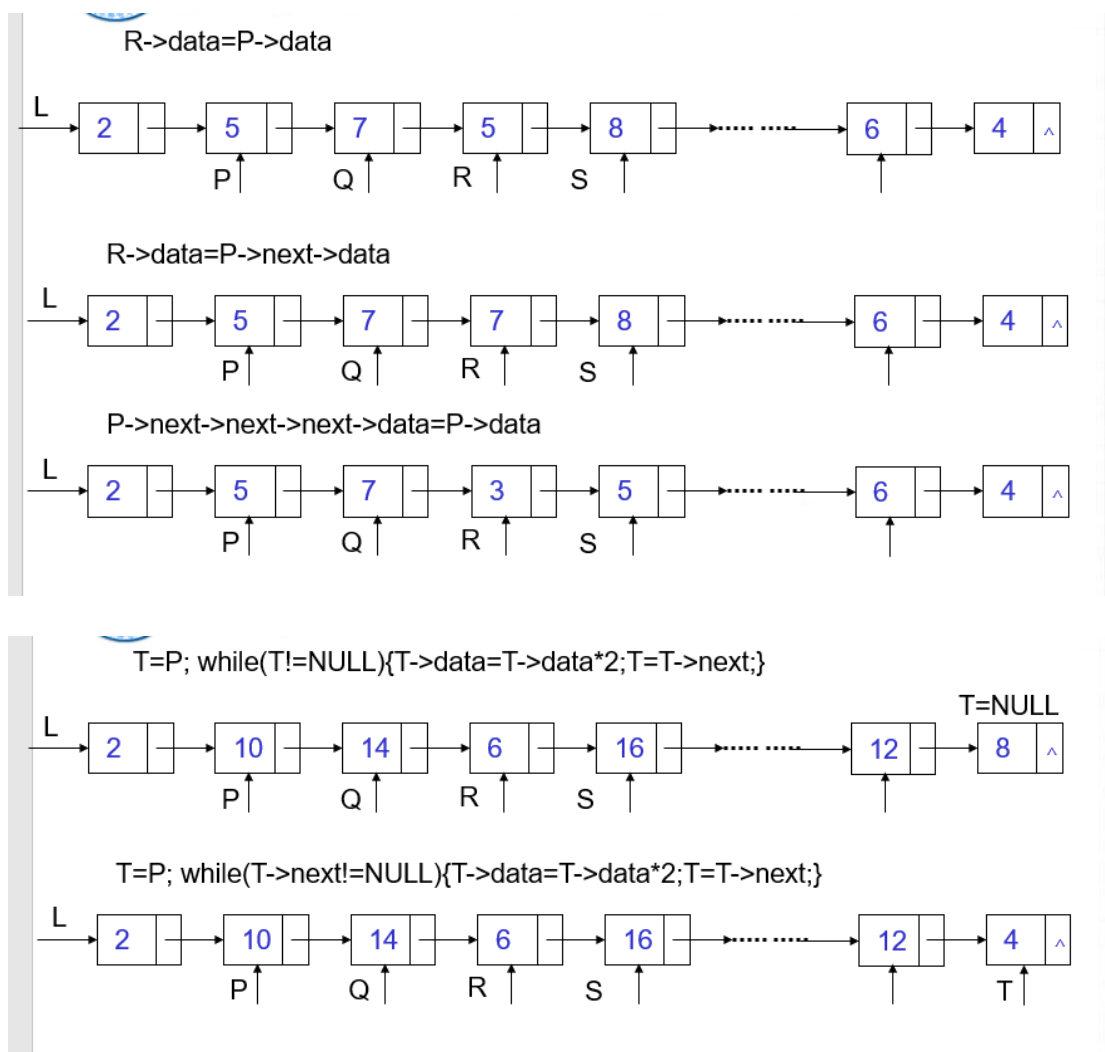 R->data=P->data
L
2 5 7 5 8 ...... ...... 6 4 ^
P Q R S
R->data=P->next->data
L
2 5 7 7 8 ...... ...... 6 4 ^
P Q R S
P->next->next->next->data=P->data
L
2 5 7 3 5 ...... ...... 6 4 ^
P Q R S
T=P; while(T!=NULL){T->data=T->data*2;T=T->next;}
T=NULL
L
2 10 14 6 16 ...... ...... 12 8 ^
P Q R S
T=P; while(T->next!=NULL){T->data=T->data*2;T=T->next;}
L
2 10 14 6 16 ...... ...... 12 4 ^
P Q R S T